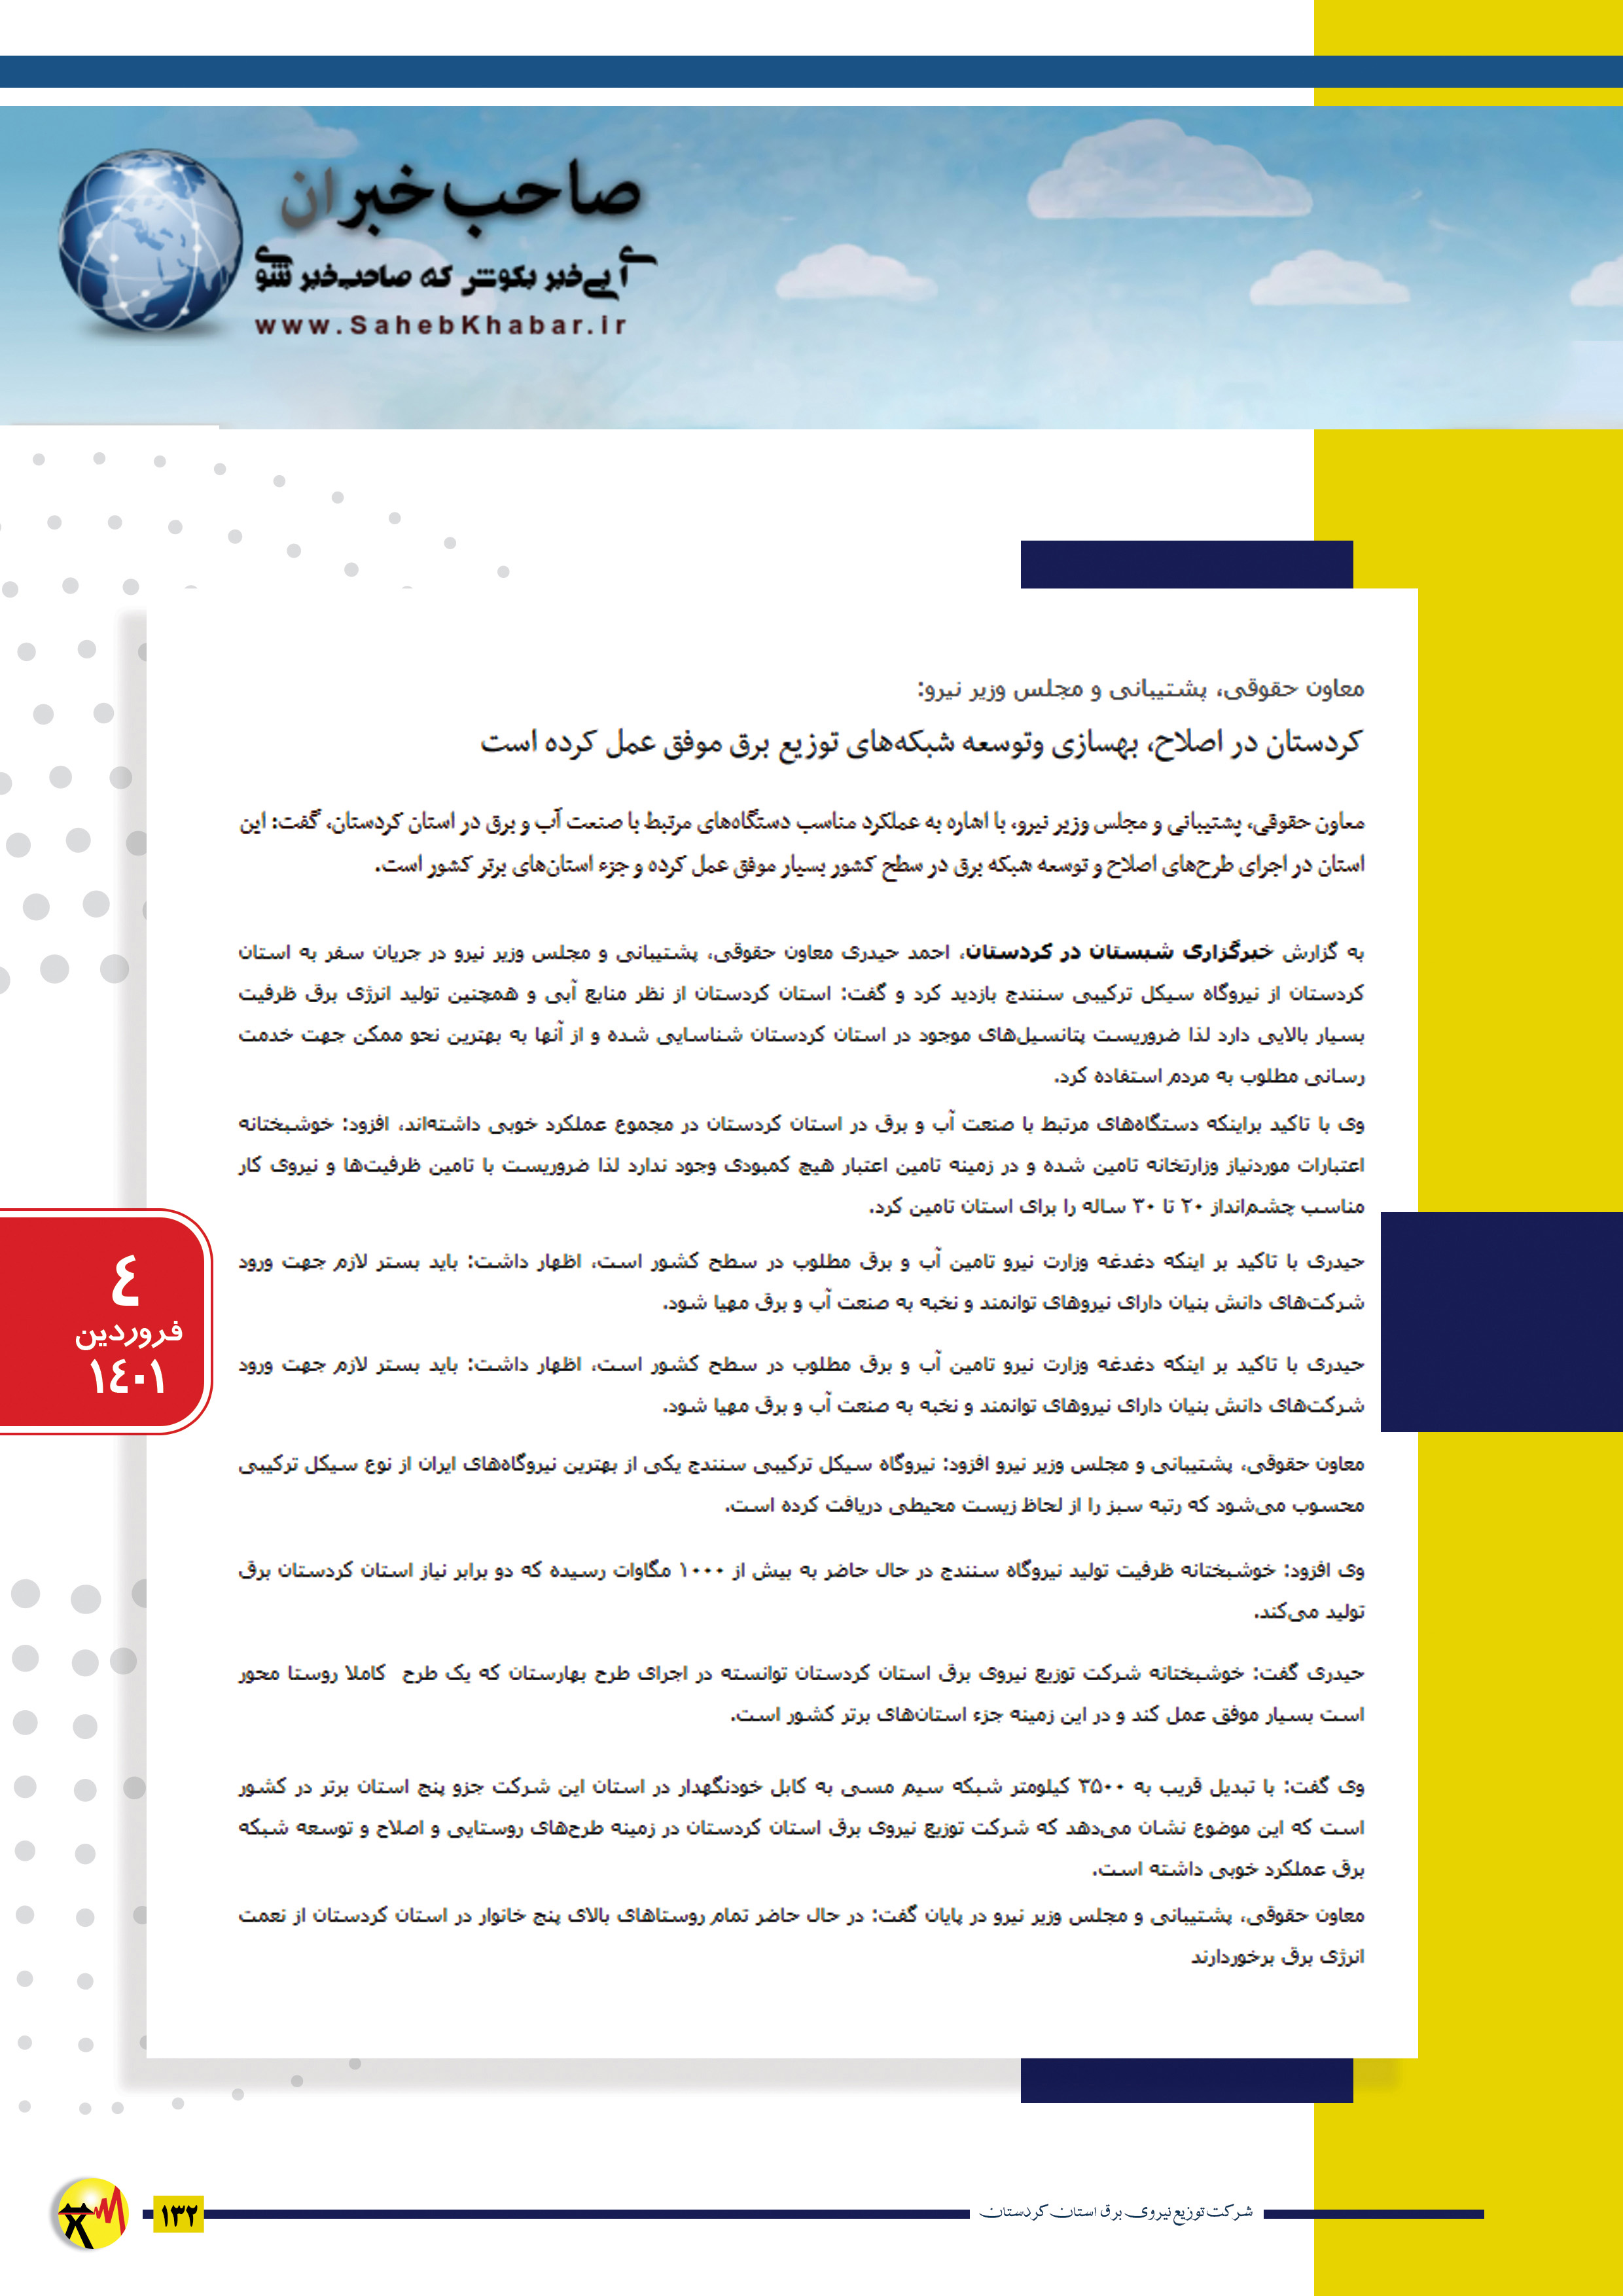 صاحب‌خبران
ای بی‌خبر بکوش که صاحب‌خبر شوی
www.SahebKhabar.ir
معاون حقوقی، پشتیبانی و مجلس وزیر نیرو:
کردستان در اصلاح، بهسازی وتوسعه شبکه‌های توزیع برق موفق عمل کرده است
معاون حقوقی، پشتیبانی و مجلس وزیر نیرو، با اشاره به عملکرد مناسب دستگاه‌های مرتبط با صنعت آب و برق در استان کردستان، گفت: این
استان در اجرای طرح‌های اصلاح و توسعه شبکه برق در سطح کشور بسیار موفق عمل کرده و جزء استان‌های برتر کشور است.
به گزارش خبرگزاری شبستان در کردستان، احمد حیدری معاون حقوقی، پشتیبانی و مجلس وزیر نیرو در جریان سفر به استان
کردستان از نیروگاه سیکل ترکیبی سنندج بازدید کرد و گفت: استان کردستان از نظر منابع آبی و همچنین تولید انرژی برق ظرفیت
بسیار بالایی دارد لذا ضروریست پتانسیل‌های موجود در استان کردستان شناسایی شده و از آنها به بهترین نحو ممکن جهت خدمت
رسانی مطلوب به مردم استفاده کرد.
وی با تاکید براینکه دستگاه‌های مرتبط با صنعت آب و برق در استان کردستان در مجموع عملکرد خوبی داشته‌اند، افزود: خوشبختانه
اعتبارات موردنیاز وزارتخانه تامین شده و در زمینه تامین اعتبار هیچ کمبودی وجود ندارد لذا ضروریست با تامین ظرفیت‌ها و نیروی کار
مناسب چشم‌انداز ۲۰ تا ۳۰ ساله را برای استان تامین کرد.
حیدری با تاکید بر اینکه دغدغه وزارت نیرو تامین آب و برق مطلوب در سطح کشور است، اظهار داشت: باید بستر لازم جهت ورود
شرکت‌های دانش بنیان دارای نیروهای توانمند و نخبه به صنعت آب و برق مهیا شود.
حیدری با تاکید بر اینکه دغدغه وزارت نیرو تامین آب و برق مطلوب در سطح کشور است، اظهار داشت: باید بستر لازم جهت ورود
شرکت‌های دانش بنیان دارای نیروهای توانمند و نخبه به صنعت آب و برق مهیا شود.
معاون حقوقی، پشتیبانی و مجلس وزیر نیرو افزود: نیروگاه سیکل ترکیبی سنندج یکی از بهترین نیروگاه‌های ایران از نوع سیکل ترکیبی
محسوب می‌شود که رتبه سبز را از لحاظ زیست محیطی دریافت کرده است.
وی افزود: خوشبختانه ظرفیت تولید نیروگاه سنندج در حال حاضر به بیش از ۱۰۰۰ مگاوات رسیده که دو برابر نیاز استان کردستان برق
تولید می‌کند.
حیدری گفت: خوشبختانه شرکت توزیع نیروی برق استان کردستان توانسته در اجرای طرح بهارستان که یک طرح کاملا روستا محور
است بسیار موفق عمل کند و در این زمینه جزء استان‌های برتر کشور است.
وی گفت: با تبدیل قریب به ۳۵۰۰ کیلومتر شبکه سیم مسی به کابل خودنگهدار در استان این شرکت جزو پنج استان برتر در کشور
است که این موضوع نشان می‌دهد که شرکت توزیع نیروی برق استان کردستان در زمینه طرح‌های روستایی و اصلاح و توسعه شبکه
برق عملکرد خوبی داشته است.
معاون حقوقی، پشتیبانی و مجلس وزیر نیرو در پایان گفت: در حال حاضر تمام روستاهای بالای پنج خانوار در استان کردستان از نعمت
انرژی برق برخوردارند
٤
فروردین
١٤٠١
شرکت توزیع نیروی برق استان کردستان
١٣٢